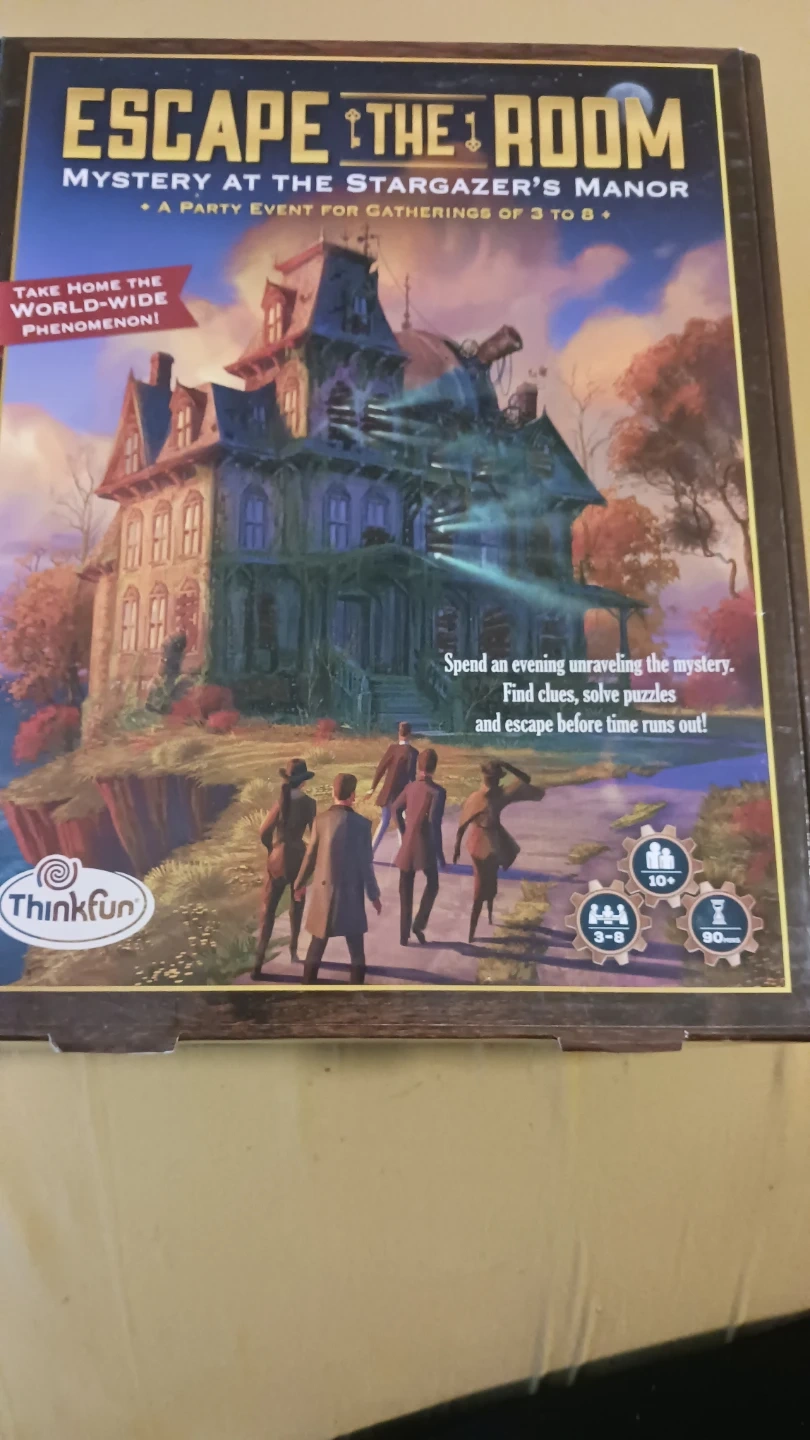 ESCAPE THE ROOM
MYSTERY AT THE STARGAZER'S MANOR
• A PARTY EVENT FOR GATHERINGS OF 3 TO 8 •
TAKE HOME THE
WORLD-WIDE
PHENOMENON!
Spend an evening unraveling the mystery.
Find clues, solve puzzles
and escape before time runs out!
ThinkFun®
10+
3-8
90 MINS